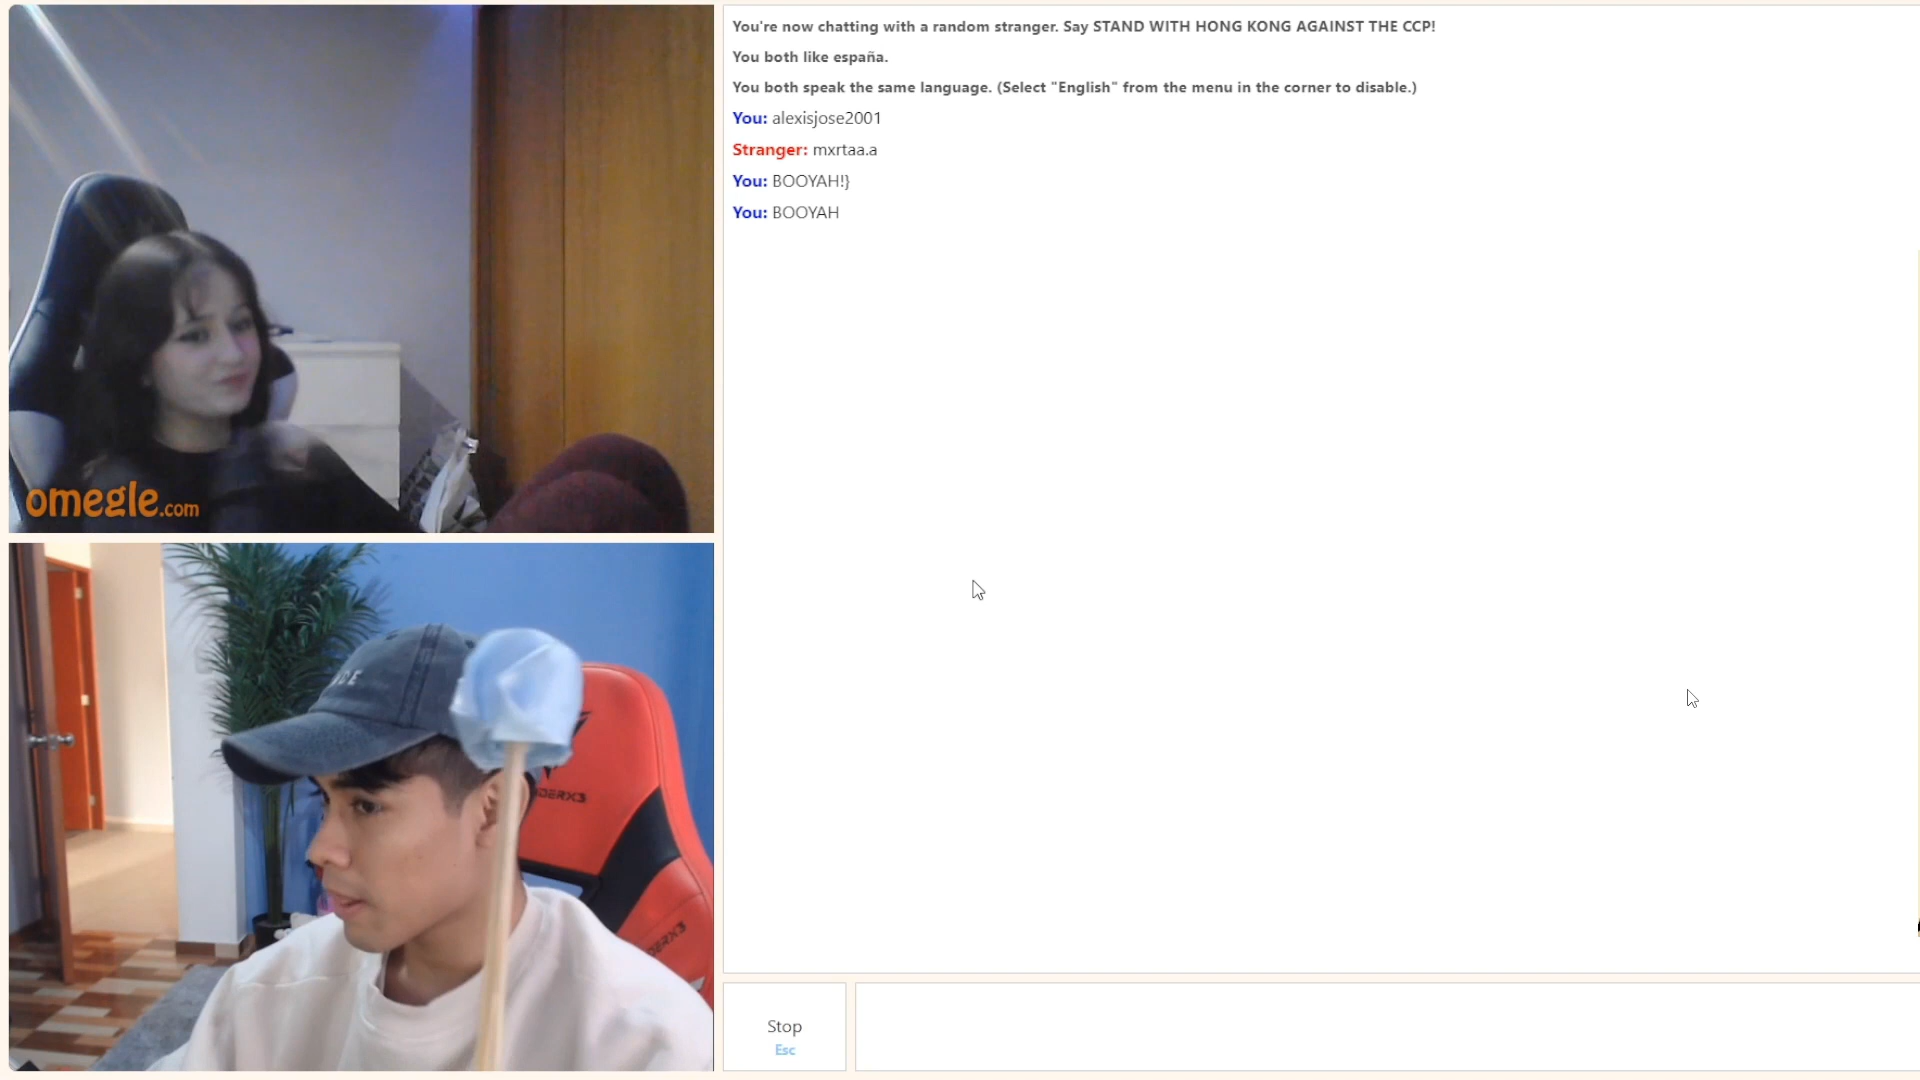 You're now chatting with a random stranger. Say STAND WITH HONG KONG AGAINST THE CCP!
You both like españa.
You both speak the same language. (Select "English" from the menu in the corner to disable.)
You: alexisjose2001
Stranger: mxrtaa.a
You: BOOYAH!}
You: BOOYAH
omegle.com
Stop
Esc